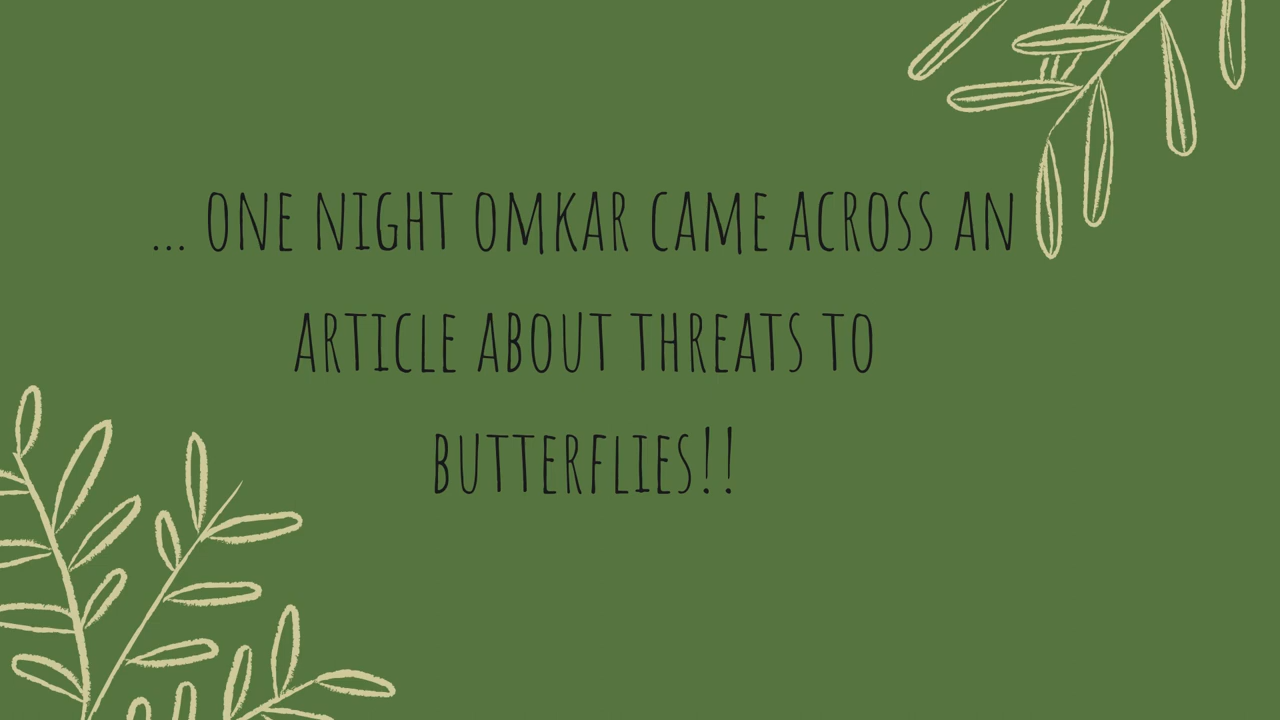 ... ONE NIGHT OMKAR CAME ACROSS AN
ARTICLE ABOUT THREATS TO
BUTTERFLIES!!